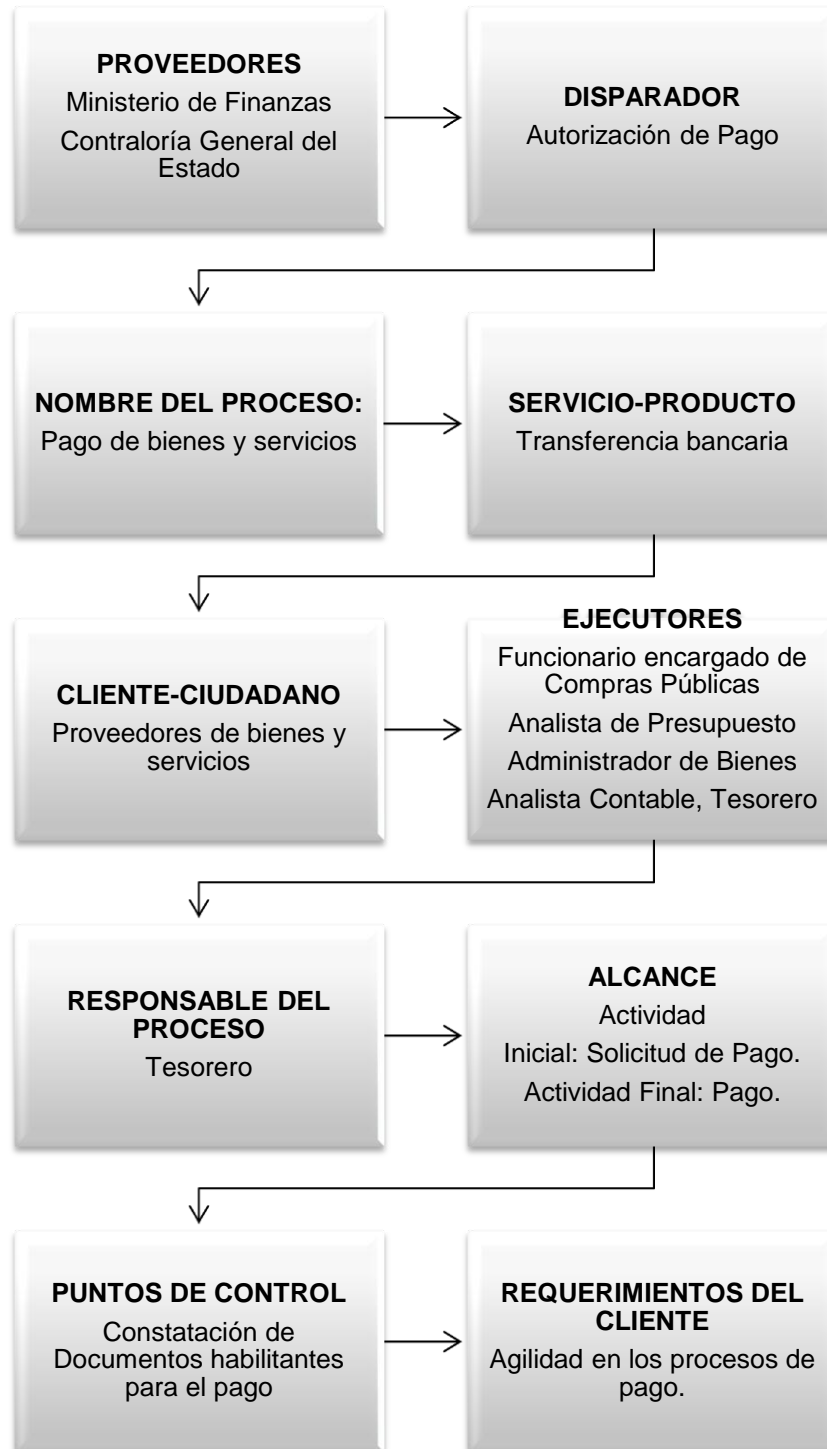 PROVEEDORES
Ministerio de Finanzas
Contraloría General del
Estado
DISPARADOR
Autorización de Pago
NOMBRE DEL PROCESO:
Pago de bienes y servicios
SERVICIO-PRODUCTO
Transferencia bancaria
CLIENTE-CIUDADANO
Proveedores de bienes y
servicios
EJECUTORES
Funcionario encargado de
Compras Públicas
Analista de Presupuesto
Administrador de Bienes
Analista Contable, Tesorero
RESPONSABLE DEL
PROCESO
Tesorero
ALCANCE
Actividad
Inicial: Solicitud de Pago.
Actividad Final: Pago.
PUNTOS DE CONTROL
Constatación de
Documentos habilitantes
para el pago
REQUERIMIENTOS DEL
CLIENTE
Agilidad en los procesos de
pago.